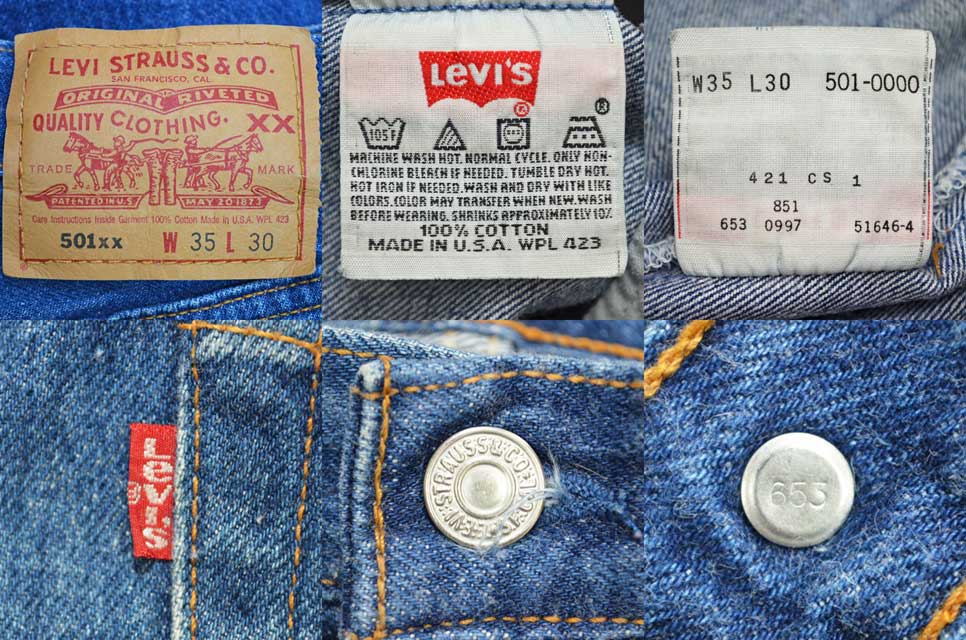 LEVI STRAUSS & CO.
SAN FRANCISCO, CAL.
ORIGINAL RIVETED
QUALITY CLOTHING. XX
TRADE MARK
PATENTED IN U.S. MAY 20 1873
Care Instructions Inside Garment 100% Cotton Made in U.S.A. WPL 423
501xx W 35 L 30
LEVI'S
®
®
105F
MACHINE WASH HOT. NORMAL CYCLE. ONLY NON-
CHLORINE BLEACH IF NEEDED. TUMBLE DRY HOT.
HOT IRON IF NEEDED. WASH AND DRY WITH LIKE
COLORS. COLOR MAY TRANSFER WHEN NEW. WASH
BEFORE WEARING. SHRINKS APPROXIMATELY 10%
100% COTTON
MADE IN U.S.A. WPL 423
W35 L30 501-0000
421 CS 1
851
653 0997 51646-4
LEVI'S
®
STRAUSS & CO
653